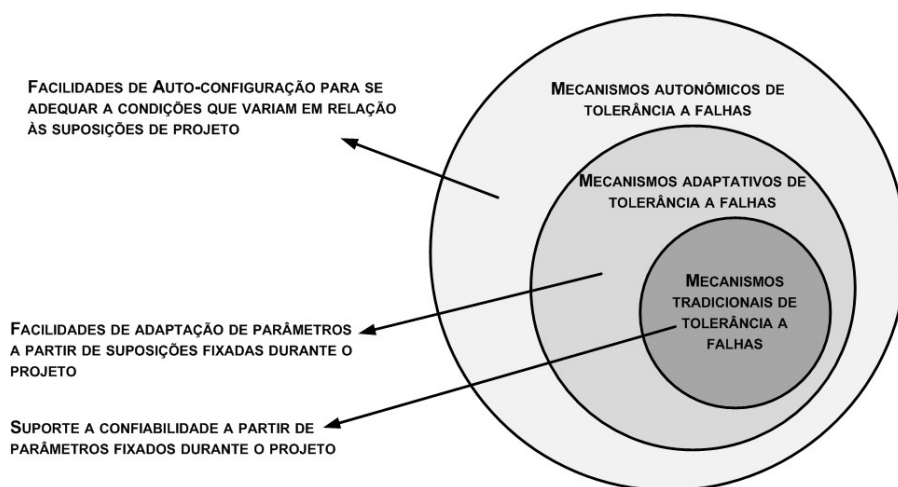 FACILIDADES DE AUTO-CONFIGURAÇÃO PARA SE
ADEQUAR A CONDIÇÕES QUE VARIAM EM RELAÇÃO
ÀS SUPOSIÇÕES DE PROJETO
MECANISMOS AUTONÔMICOS DE
TOLERÂNCIA A FALHAS
MECANISMOS ADAPTATIVOS DE
TOLERÂNCIA A FALHAS
MECANISMOS
TRADICIONAIS DE
TOLERÂNCIA A
FALHAS
FACILIDADES DE ADAPTAÇÃO DE PARÂMETROS
A PARTIR DE SUPOSIÇÕES FIXADAS DURANTE O
PROJETO
SUPORTE A CONFIABILIDADE A PARTIR DE
PARÂMETROS FIXADOS DURANTE O PROJETO